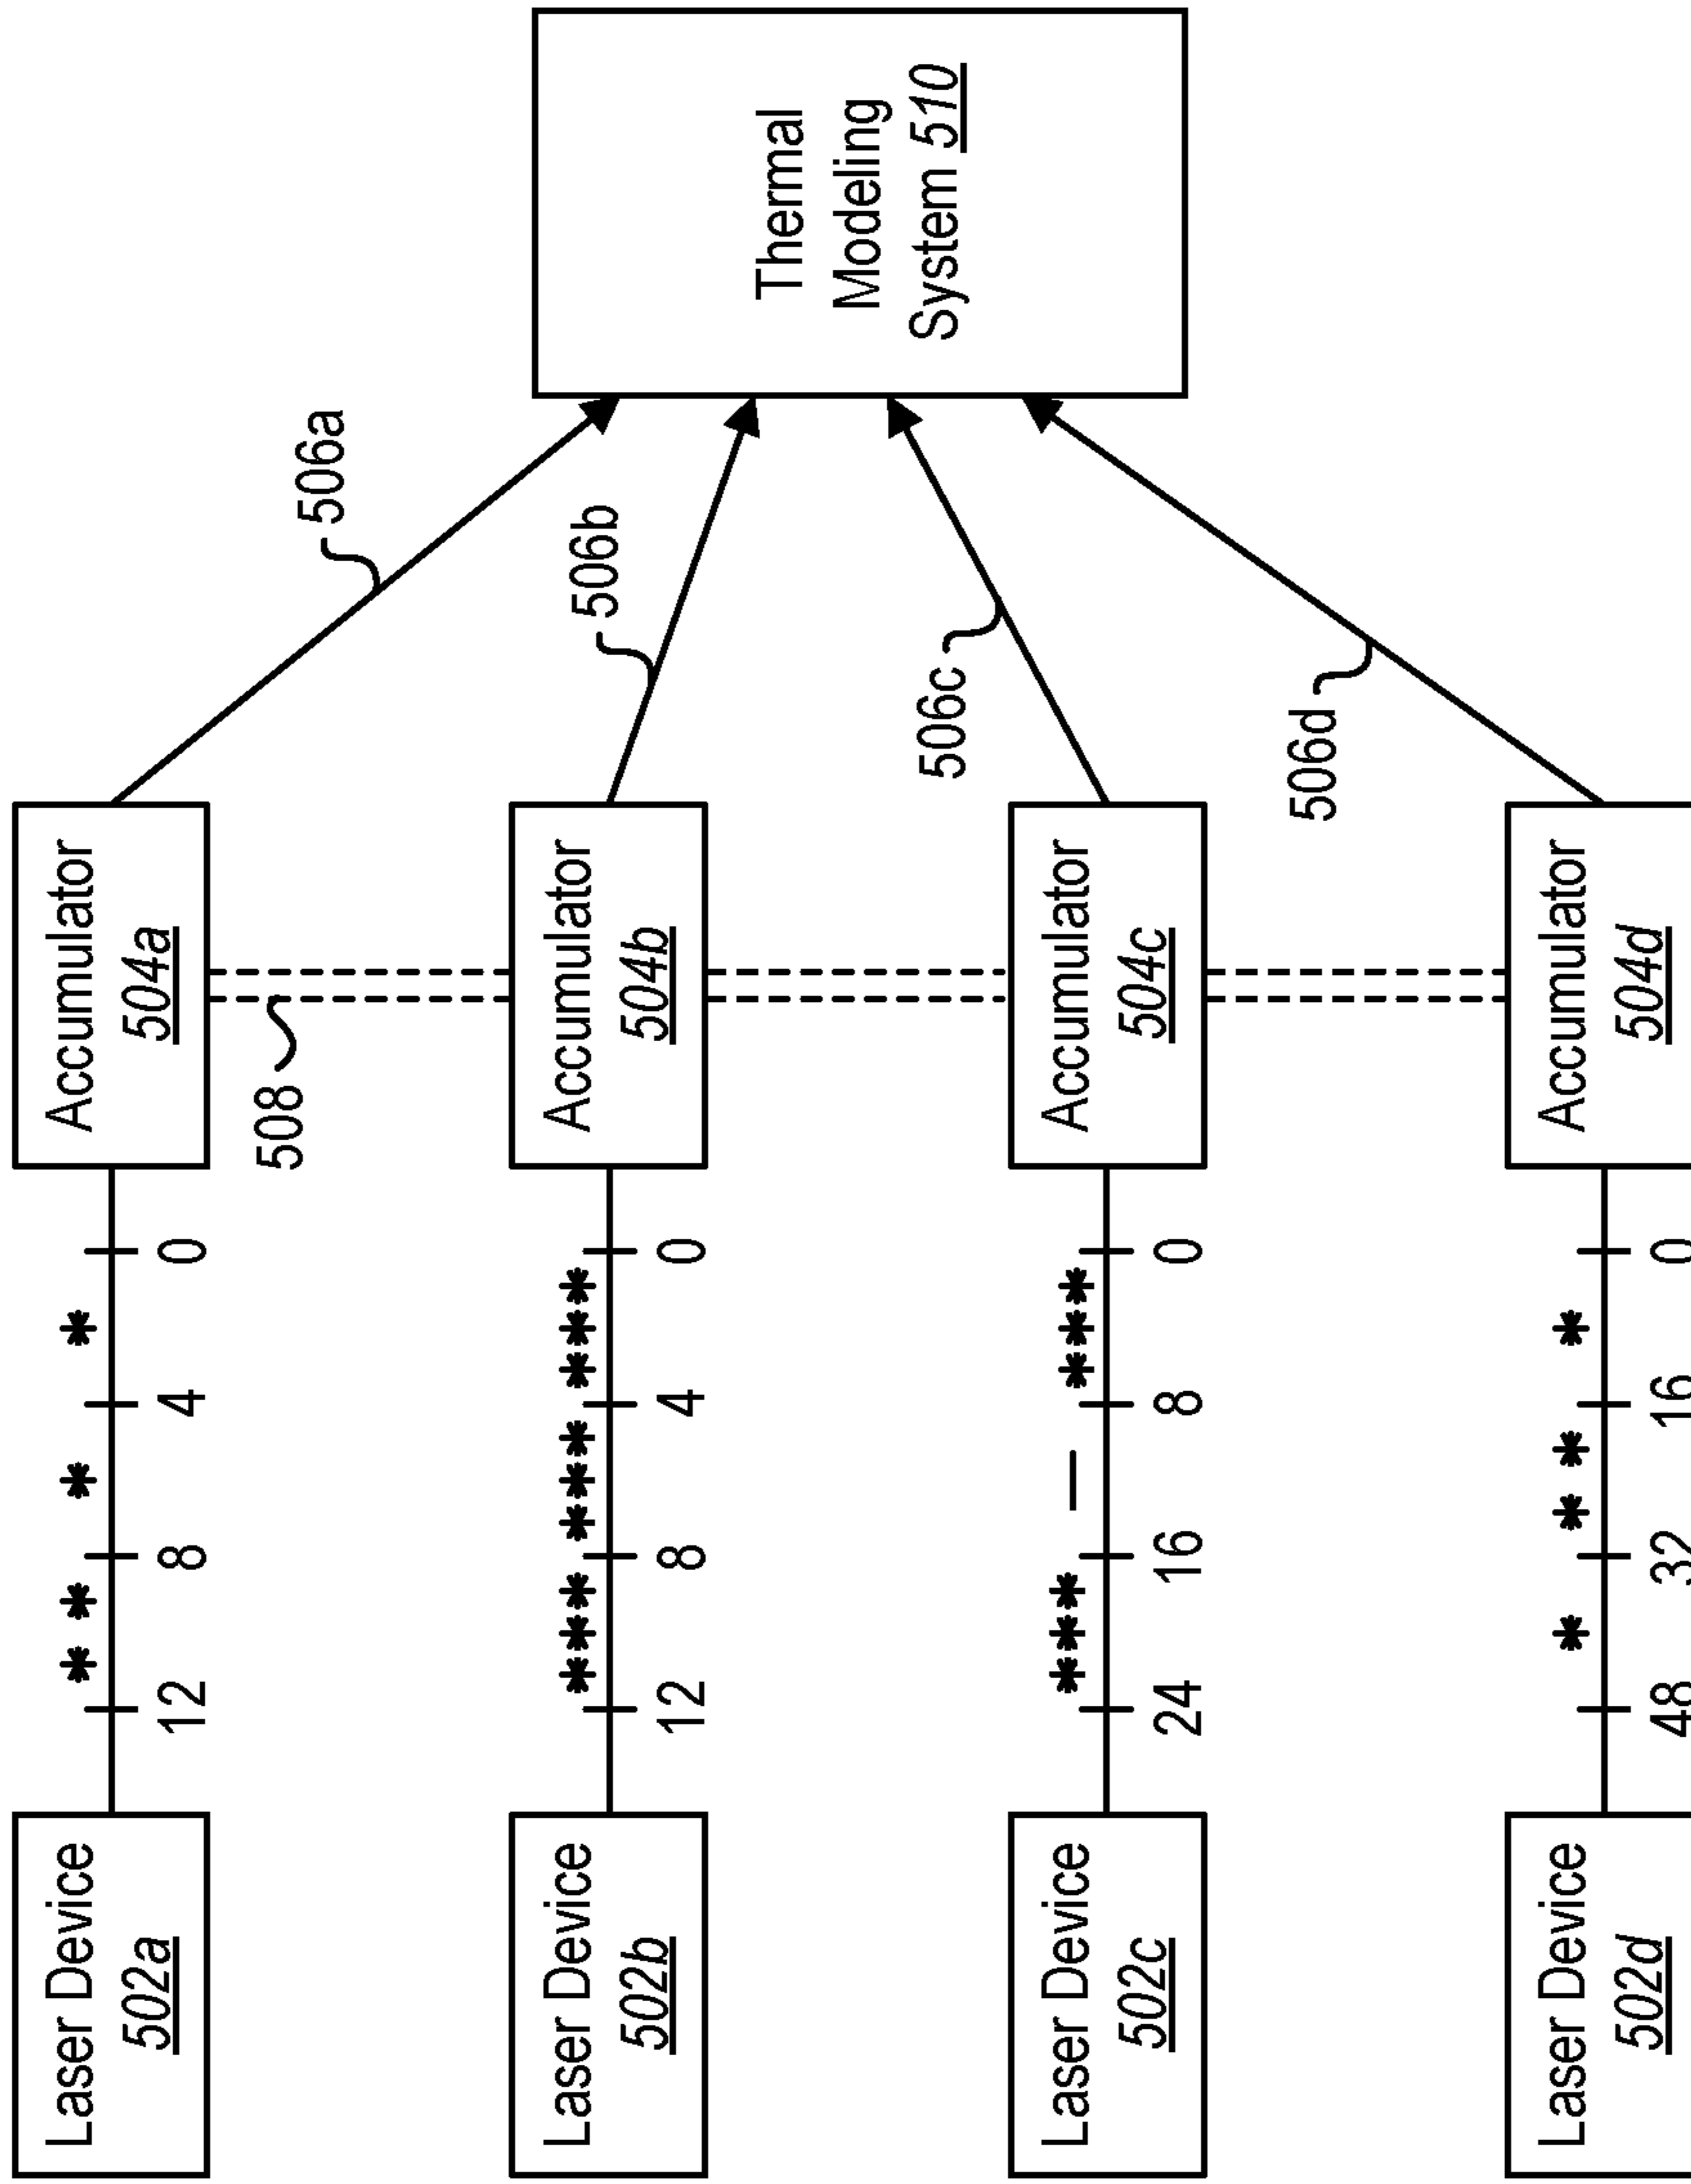 Laser Device
502a
12
8
4
0
**
*
*
Accumulator
504a
506a
508
Laser Device
502b
12
8
4
0
***
***
***
Accumulator
504b
506b
Laser Device
502c
24
16
8
0
***
—
***
Accumulator
504c
506c
Laser Device
502d
48
32
16
0
*
**
*
Accumulator
504d
506d
Thermal
Modeling
System 510